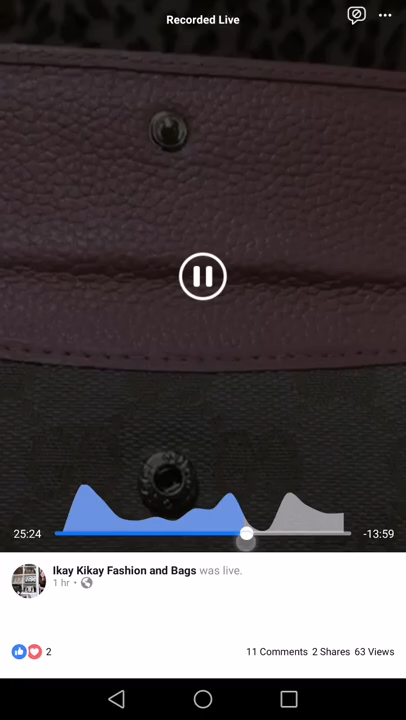 Recorded Live
25:24
-13:59
Ikay Kikay Fashion and Bags was live.
1 hr
2
11 Comments 2 Shares 63 Views